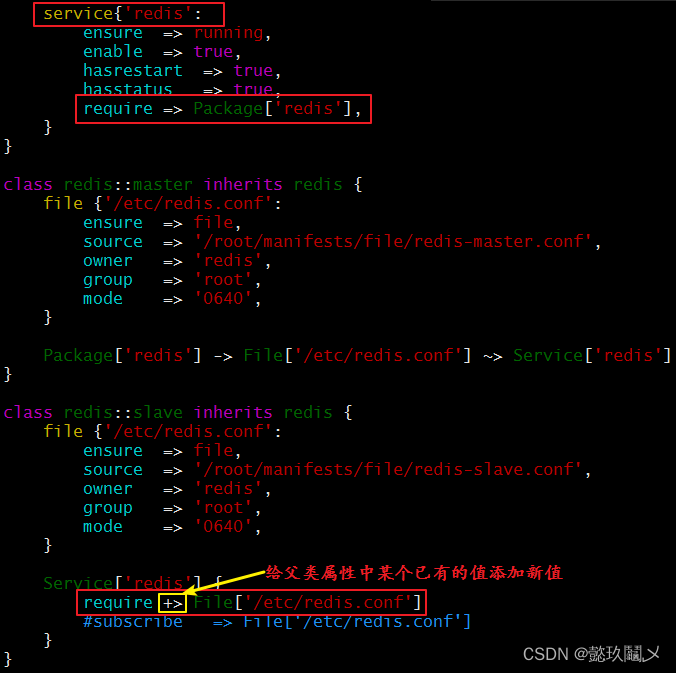 service{'redis':
ensure => running,
enable => true,
hasrestart => true,
hasstatus => true,
require => Package['redis'],
}
}
class redis::master inherits redis {
file {'/etc/redis.conf':
ensure => file,
source => '/root/manifests/file/redis-master.conf',
owner => 'redis',
group => 'root',
mode => '0640',
}
Package['redis'] -> File['/etc/redis.conf'] ~> Service['redis']
}
class redis::slave inherits redis {
file {'/etc/redis.conf':
ensure => file,
source => '/root/manifests/file/redis-slave.conf',
owner => 'redis',
group => 'root',
mode => '0640',
}
给父类属性中某个已有的值添加新值
Service['redis'] {
require +> File['/etc/redis.conf']
#subscribe => File['/etc/redis.conf']
}
}
CSDN @懿玖鬮乄